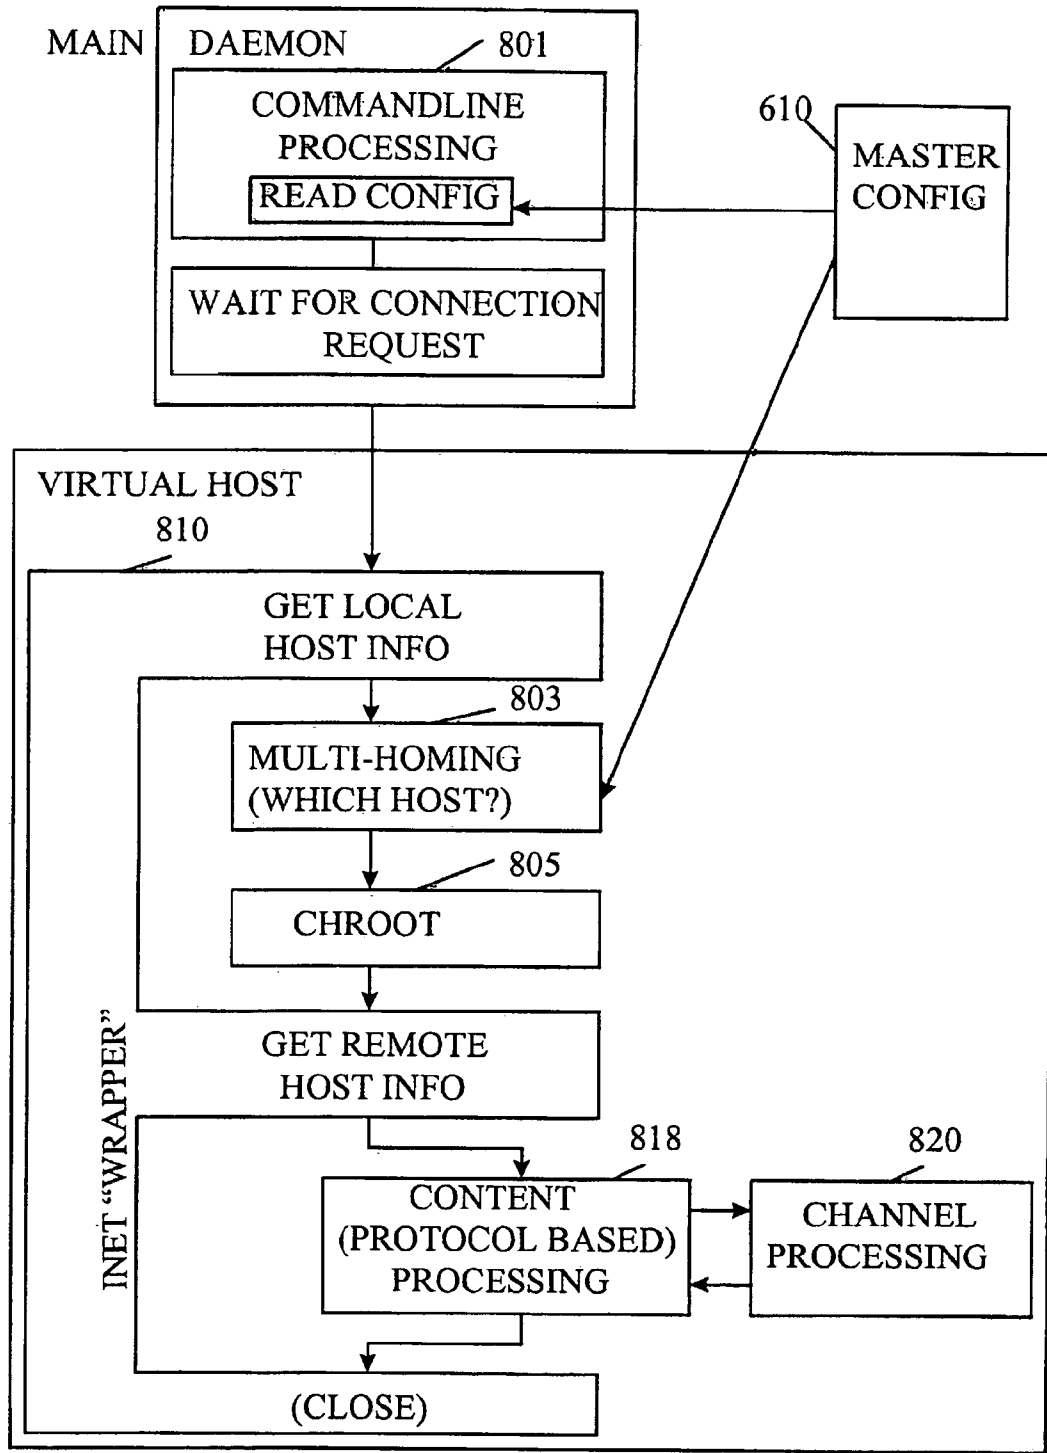 MAIN DAEMON
801
COMMANDLINE
PROCESSING
READ CONFIG
610
MASTER
CONFIG
WAIT FOR CONNECTION
REQUEST
VIRTUAL HOST
810
GET LOCAL
HOST INFO
803
MULTI-HOMING
(WHICH HOST?)
805
CHROOT
INET “WRAPPER”
GET REMOTE
HOST INFO
818
CONTENT
(PROTOCOL BASED)
PROCESSING
820
CHANNEL
PROCESSING
(CLOSE)